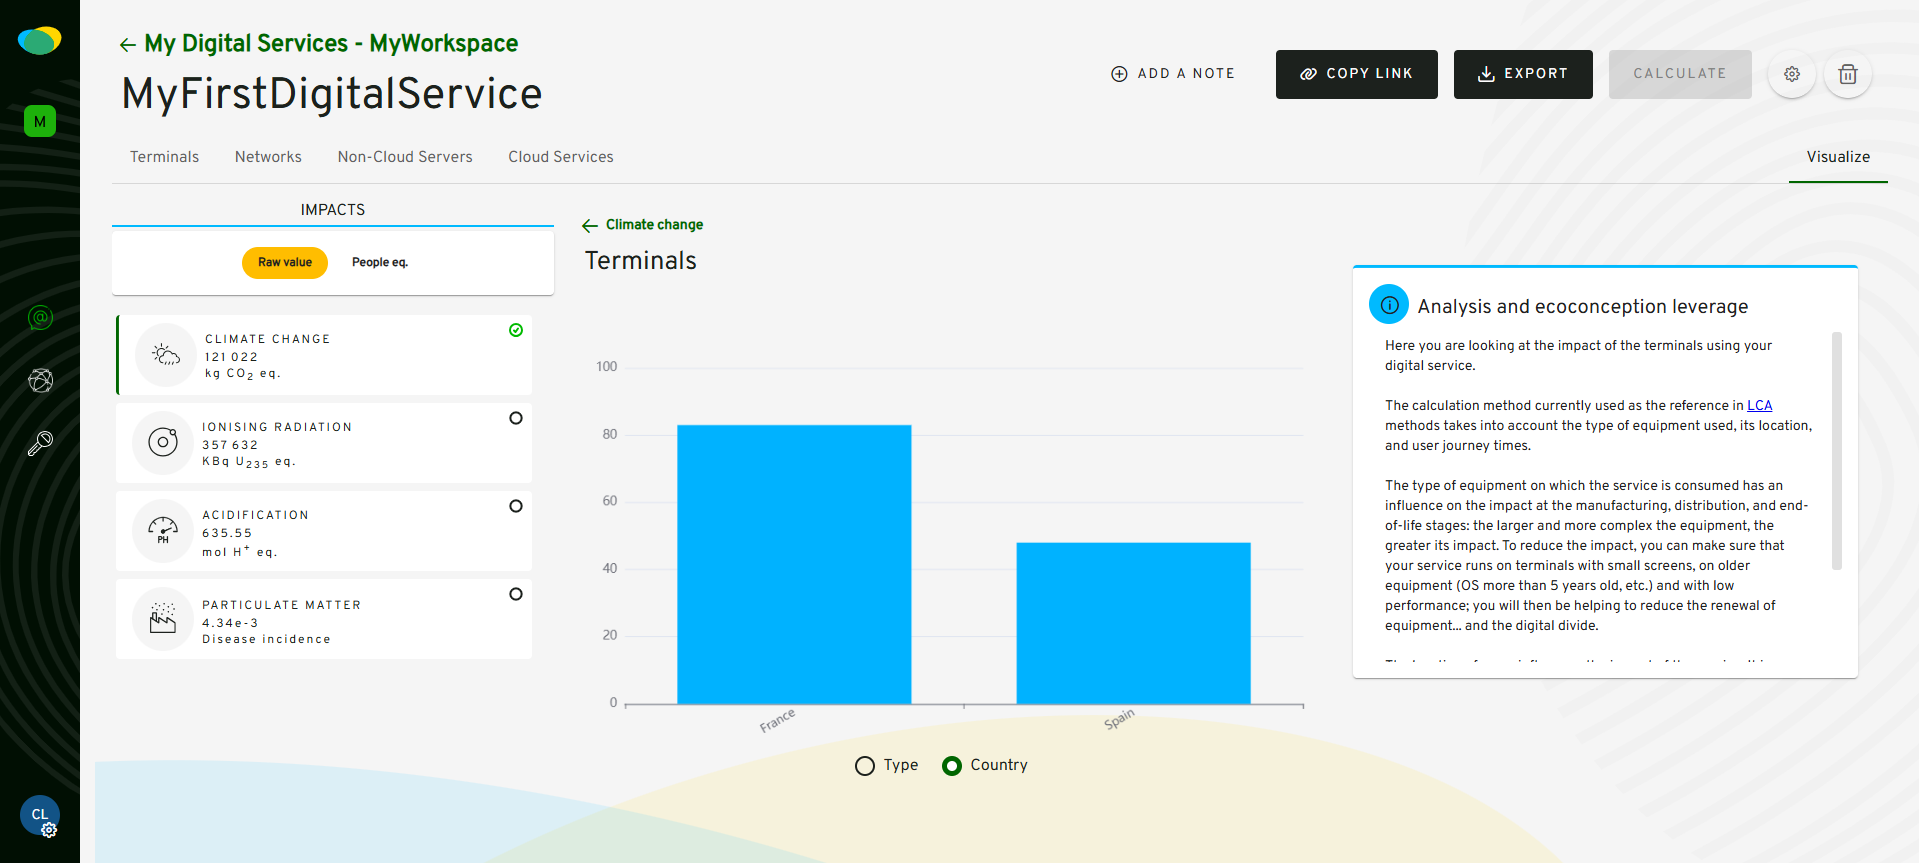 My Digital Services - MyWorkspace
MyFirstDigitalService
ADD A NOTE
COPY LINK
EXPORT
CALCULATE
M
Terminals
Networks
Non-Cloud Servers
Cloud Services
Visualize
IMPACTS
Raw value
People eq.
CLIMATE CHANGE
121 022
kg CO2 eq.
IONISING RADIATION
357 632
KBq U235 eq.
ACIDIFICATION
635.55
mol H+ eq.
PH
PARTICULATE MATTER
4.34e-3
Disease incidence
Climate change
Terminals
100
80
60
40
20
0
France
Spain
Type
Country
Analysis and ecoconception leverage
Here you are looking at the impact of the terminals using your
digital service.
The calculation method currently used as the reference in LCA
methods takes into account the type of equipment used, its location,
and user journey times.
The type of equipment on which the service is consumed has an
influence on the impact at the manufacturing, distribution, and end-
of-life stages: the larger and more complex the equipment, the
greater its impact. To reduce the impact, you can make sure that
your service runs on terminals with small screens, on older
equipment (OS more than 5 years old, etc.) and with low
performance; you will then be helping to reduce the renewal of
equipment... and the digital divide.
CL